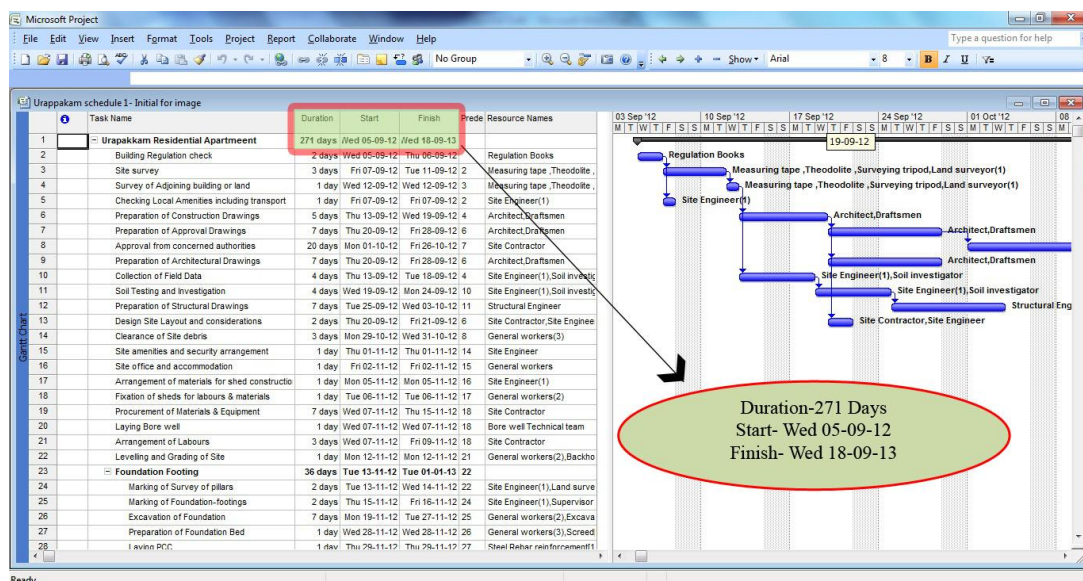 Microsoft Project
File Edit View Insert Format Tools Project Report Collaborate Window Help Type a question for help
No Group Show Arial 8 B I U
Urappakam schedule 1- Initial for image
Task Name Duration Start Finish Prede Resource Names 03 Sep '12 10 Sep '12 17 Sep '12 24 Sep '12 01 Oct '12 08
M T W T F S S M T W T F S S M T W T F S S M T W T F S S M T W T F S S M
1 Urapakkam Residential Apartmeent 271 days Wed 05-09-12 Wed 18-09-13 19-09-12
2 Building Regulation check 2 days Wed 05-09-12 Thu 06-09-12 Regulation Books Regulation Books
3 Site survey 3 days Fri 07-09-12 Tue 11-09-12 2 Measuring tape ,Theodolite , Measuring tape ,Theodolite ,Surveying tripod,Land surveyor(1)
4 Survey of Adjoining building or land 1 day Wed 12-09-12 Wed 12-09-12 3 Measuring tape ,Theodolite , Measuring tape ,Theodolite ,Surveying tripod,Land surveyor(1)
5 Checking Local Amenities including transport 1 day Fri 07-09-12 Fri 07-09-12 2 Site Engineer(1) Site Engineer(1)
6 Preparation of Construction Drawings 5 days Thu 13-09-12 Wed 19-09-12 4 Architect,Draftsmen Architect,Draftsmen
7 Preparation of Approval Drawings 7 days Thu 20-09-12 Fri 28-09-12 6 Architect,Draftsmen Architect,Draftsmen
8 Approval from concerned authorities 20 days Mon 01-10-12 Fri 26-10-12 7 Site Contractor
9 Preparation of Architectural Drawings 7 days Thu 20-09-12 Fri 28-09-12 6 Architect,Draftsmen Architect,Draftsmen
10 Collection of Field Data 4 days Thu 13-09-12 Tue 18-09-12 4 Site Engineer(1),Soil investig Site Engineer(1),Soil investigator
11 Soil Testing and Investigation 4 days Wed 19-09-12 Mon 24-09-12 10 Site Engineer(1),Soil investig Site Engineer(1),Soil investigator
12 Preparation of Structural Drawings 7 days Tue 25-09-12 Wed 03-10-12 11 Structural Engineer Structural Eng
13 Design Site Layout and considerations 2 days Thu 20-09-12 Fri 21-09-12 6 Site Contractor,Site Enginee Site Contractor,Site Engineer
14 Clearance of Site debris 3 days Mon 29-10-12 Wed 31-10-12 8 General workers(3)
15 Site amenities and security arrangement 1 day Thu 01-11-12 Thu 01-11-12 14 Site Engineer
16 Site office and accommodation 1 day Fri 02-11-12 Fri 02-11-12 15 General workers
17 Arrangement of materials for shed constructio 1 day Mon 05-11-12 Mon 05-11-12 16 Site Engineer(1)
18 Fixation of sheds for labours & materials 1 day Tue 06-11-12 Tue 06-11-12 17 General workers(2)
19 Procurement of Materials & Equipment 7 days Wed 07-11-12 Thu 15-11-12 18 Site Contractor
20 Laying Bore well 1 day Wed 07-11-12 Wed 07-11-12 18 Bore well Technical team
21 Arrangement of Labours 3 days Wed 07-11-12 Fri 09-11-12 18 Site Contractor
22 Levelling and Grading of Site 1 day Mon 12-11-12 Mon 12-11-12 21 General workers(2),Backho
23 Foundation Footing 36 days Tue 13-11-12 Tue 01-01-13 22
24 Marking of Survey of pillars 2 days Tue 13-11-12 Wed 14-11-12 22 Site Engineer(1),Land surve
25 Marking of Foundation-footings 2 days Thu 15-11-12 Fri 16-11-12 24 Site Engineer(1),Supervisor
26 Excavation of Foundation 7 days Mon 19-11-12 Tue 27-11-12 25 General workers(2),Excava
27 Preparation of Foundation Bed 1 day Wed 28-11-12 Wed 28-11-12 26 General workers(3),Screed
28 Laying PCC 1 day Thu 29-11-12 Thu 29-11-12 27 Steel Rebar reinforcement(1
Gantt Chart
Duration-271 Days
Start- Wed 05-09-12
Finish- Wed 18-09-13
Ready